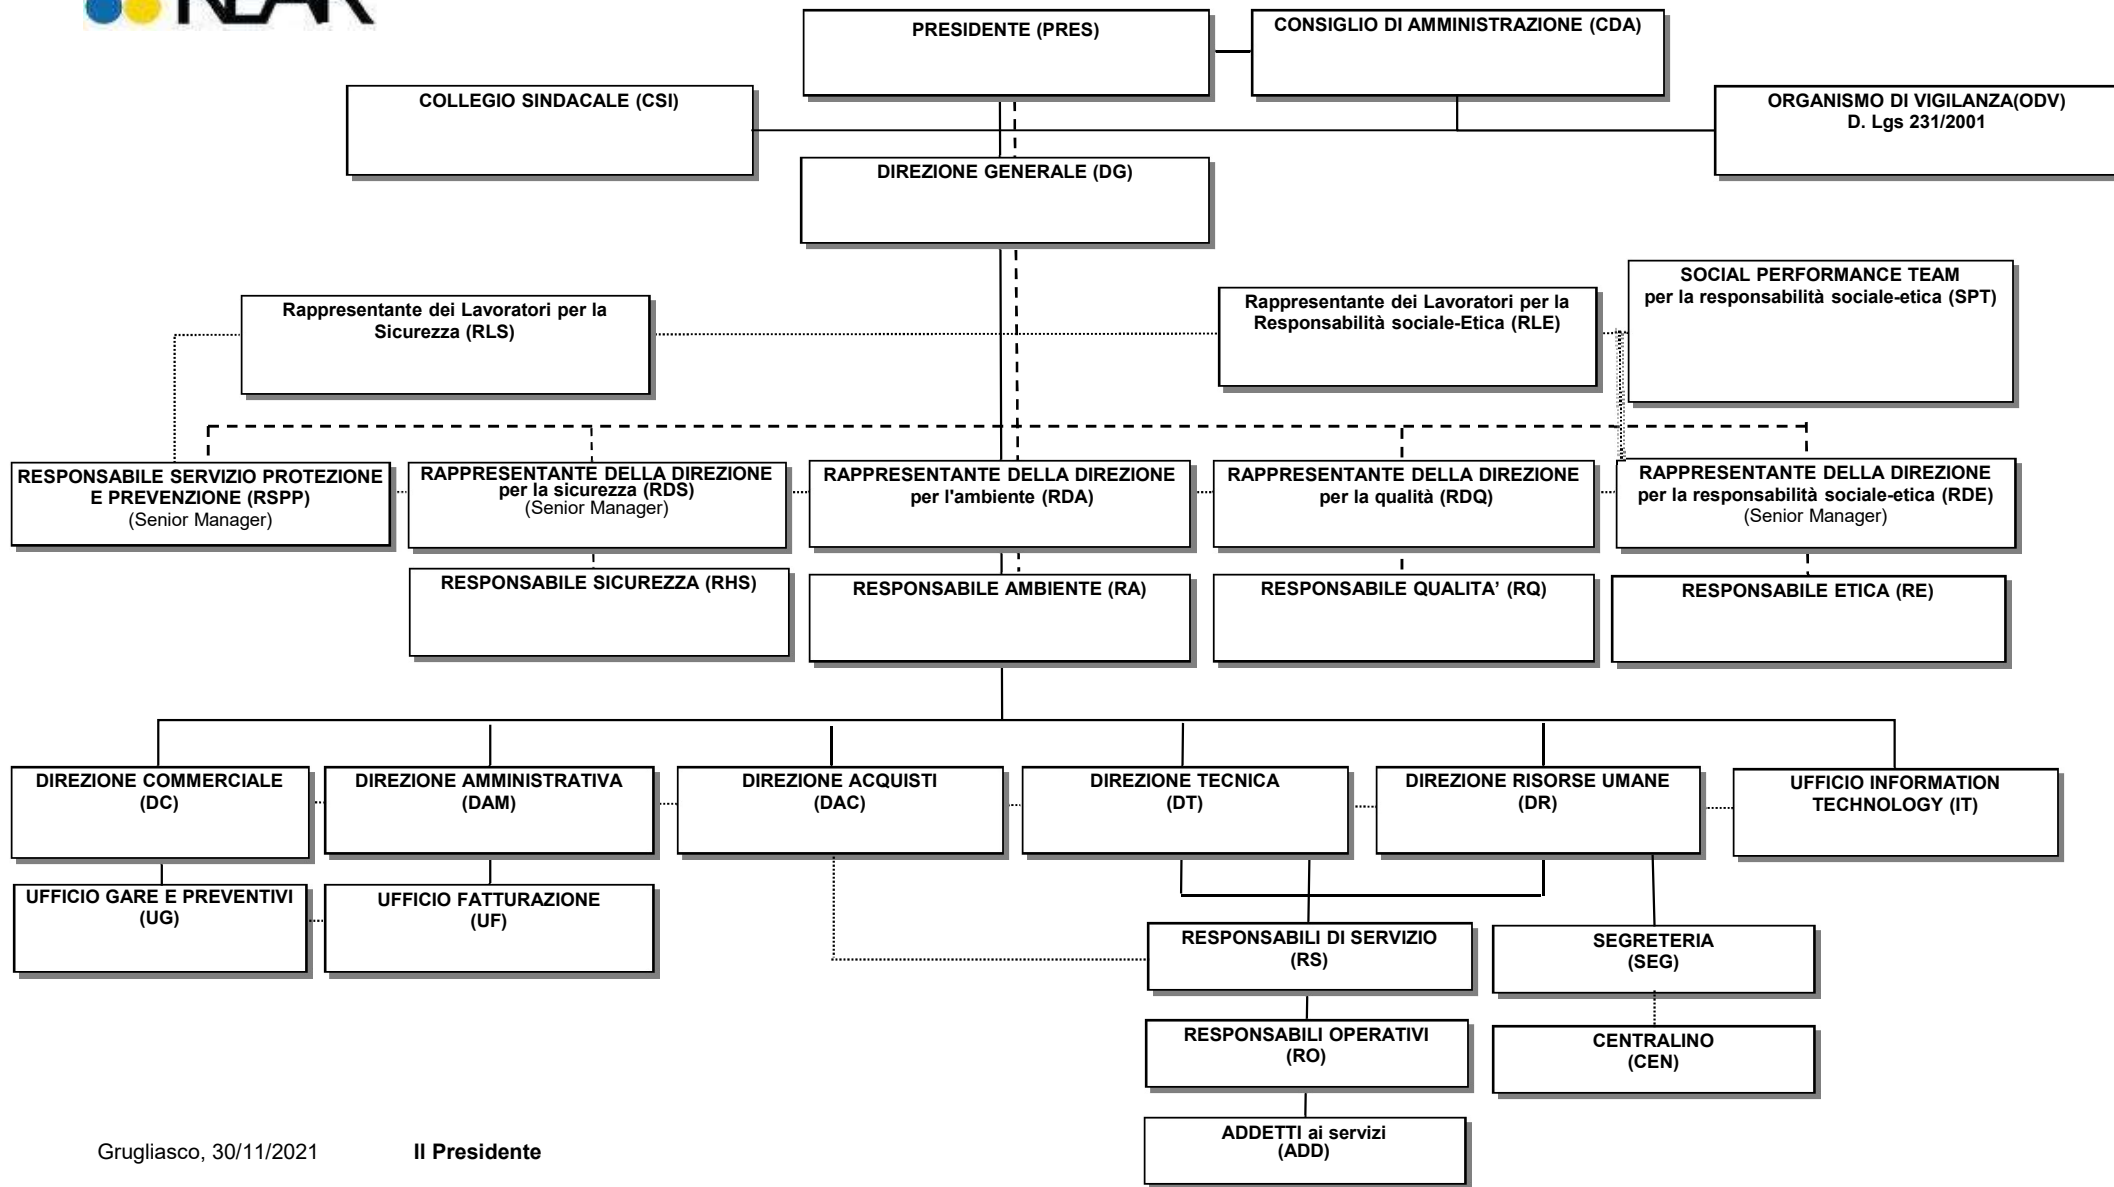 PRESIDENTE (PRES)
CONSIGLIO DI AMMINISTRAZIONE (CDA)
COLLEGIO SINDACALE (CSI)
ORGANISMO DI VIGILANZA(ODV)
D. Lgs 231/2001
DIREZIONE GENERALE (DG)
Rappresentante dei Lavoratori per la
Sicurezza (RLS)
Rappresentante dei Lavoratori per la
Responsabilità sociale-Etica (RLE)
SOCIAL PERFORMANCE TEAM
per la responsabilità sociale-etica (SPT)
RESPONSABILE SERVIZIO PROTEZIONE
E PREVENZIONE (RSPP)
(Senior Manager)
RAPPRESENTANTE DELLA DIREZIONE
per la sicurezza (RDS)
(Senior Manager)
RAPPRESENTANTE DELLA DIREZIONE
per l'ambiente (RDA)
RAPPRESENTANTE DELLA DIREZIONE
per la qualità (RDQ)
RAPPRESENTANTE DELLA DIREZIONE
per la responsabilità sociale-etica (RDE)
(Senior Manager)
RESPONSABILE SICUREZZA (RHS)
RESPONSABILE AMBIENTE (RA)
RESPONSABILE QUALITA’ (RQ)
RESPONSABILE ETICA (RE)
DIREZIONE COMMERCIALE
(DC)
DIREZIONE AMMINISTRATIVA
(DAM)
DIREZIONE ACQUISTI
(DAC)
DIREZIONE TECNICA
(DT)
DIREZIONE RISORSE UMANE
(DR)
UFFICIO INFORMATION
TECHNOLOGY (IT)
UFFICIO GARE E PREVENTIVI
(UG)
UFFICIO FATTURAZIONE
(UF)
RESPONSABILI DI SERVIZIO
(RS)
SEGRETERIA
(SEG)
RESPONSABILI OPERATIVI
(RO)
CENTRALINO
(CEN)
ADDETTI ai servizi
(ADD)
Grugliasco, 30/11/2021
Il Presidente